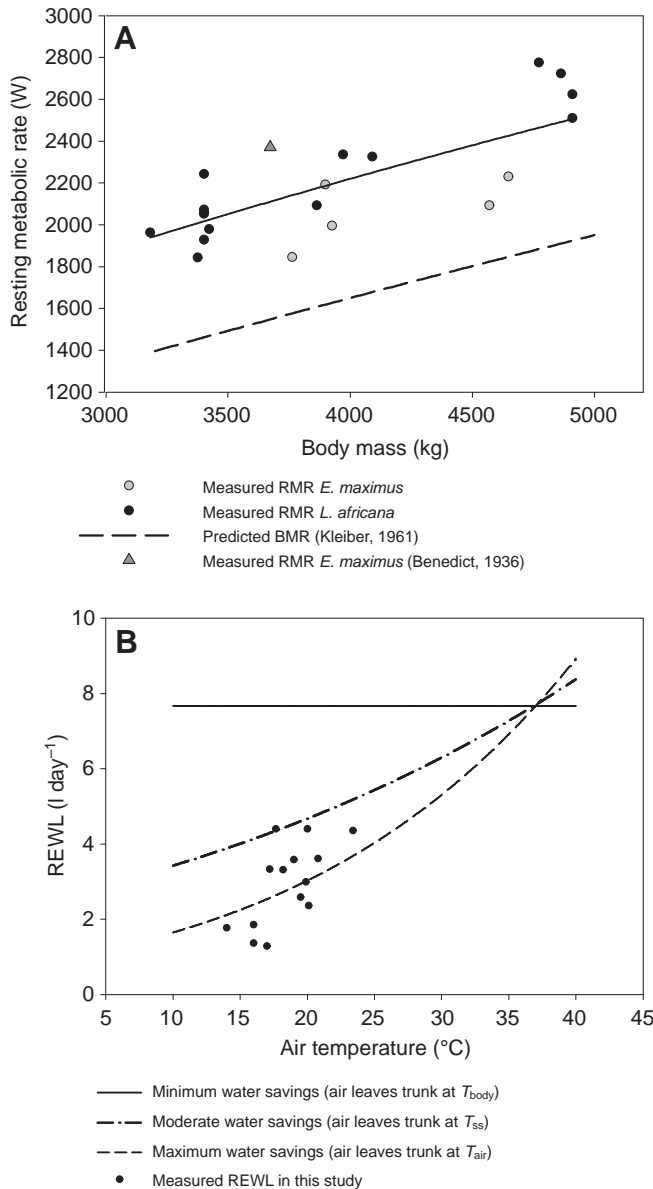 A
Resting metabolic rate (W)
2800
2600
2400
2200
2000
1800
1600
1400
1200
3000 3500 4000 4500 5000
Body mass (kg)
Measured RMR E. maximus
Measured RMR L. africana
Predicted BMR (Kleiber, 1961)
Measured RMR E. maximus (Benedict, 1936)
B
REWL (l day−1)
10
8
6
4
2
0
5 10 15 20 25 30 35 40 45
Air temperature (°C)
Minimum water savings (air leaves trunk at Tbody)
Moderate water savings (air leaves trunk at Tss)
Maximum water savings (air leaves trunk at Tair)
Measured REWL in this study